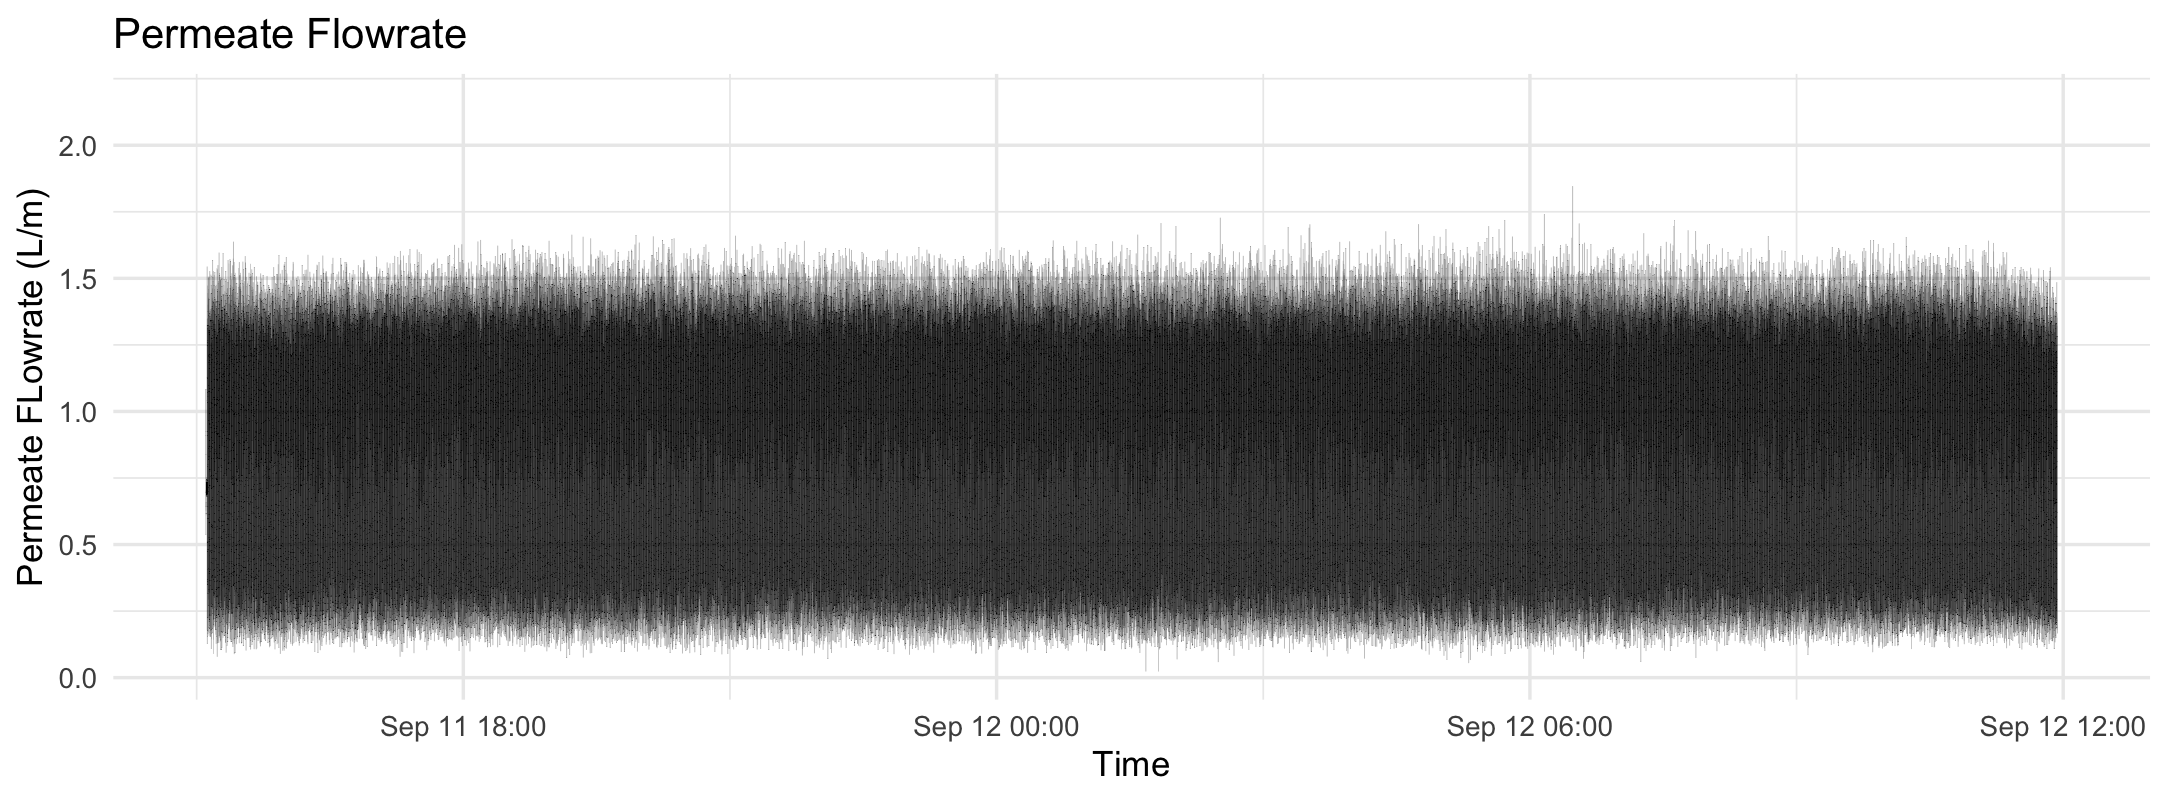 Permeate Flowrate
Permeate FLowrate (L/m)
2.0
1.5
1.0
0.5
0.0
Sep 11 18:00
Sep 12 00:00
Sep 12 06:00
Sep 12 12:00
Time